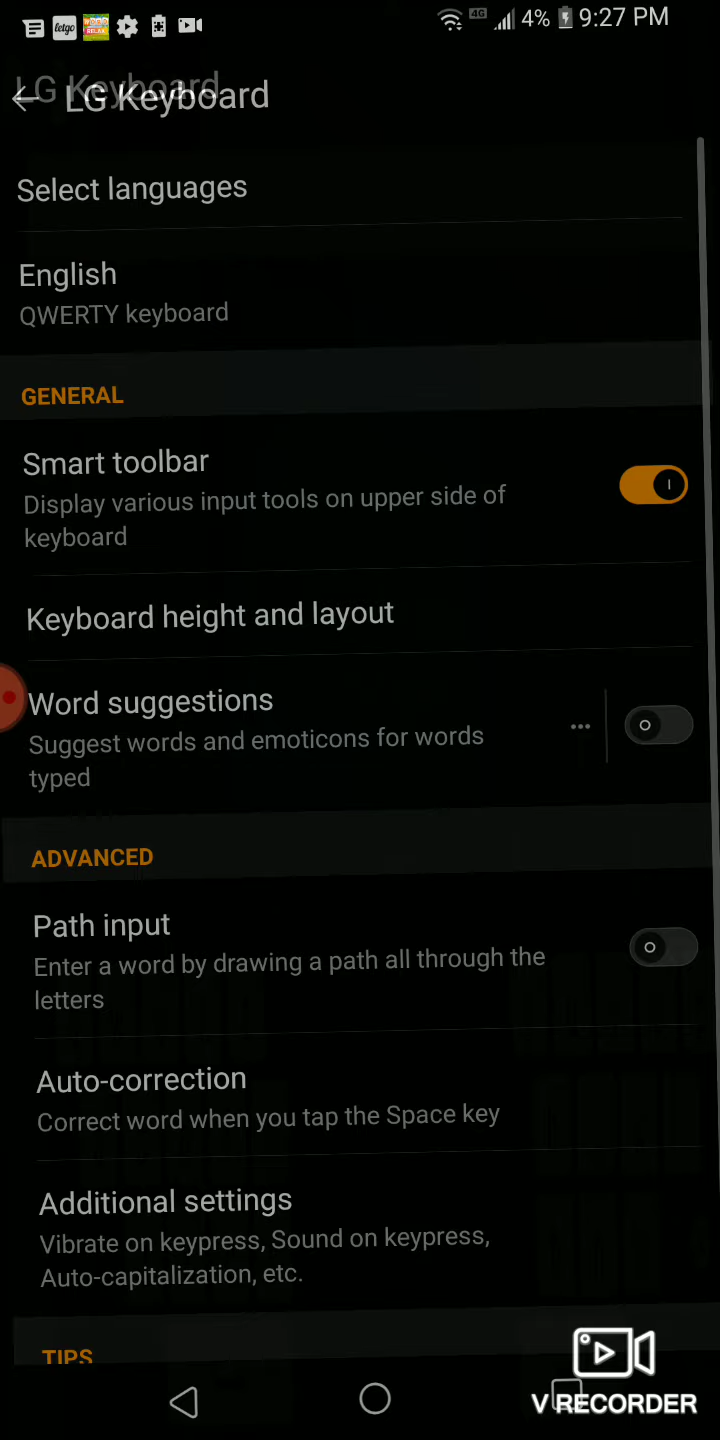 letgo
4G 4% 9:27 PM
LG Keyboard
LG Keyboard
Select languages
English
QWERTY keyboard
GENERAL
Smart toolbar
Display various input tools on upper side of
keyboard
Keyboard height and layout
Word suggestions
Suggest words and emoticons for words
typed
ADVANCED
Path input
Enter a word by drawing a path all through the
letters
Auto-correction
Correct word when you tap the Space key
Additional settings
Vibrate on keypress, Sound on keypress,
Auto-capitalization, etc.
TIPS
V RECORDER